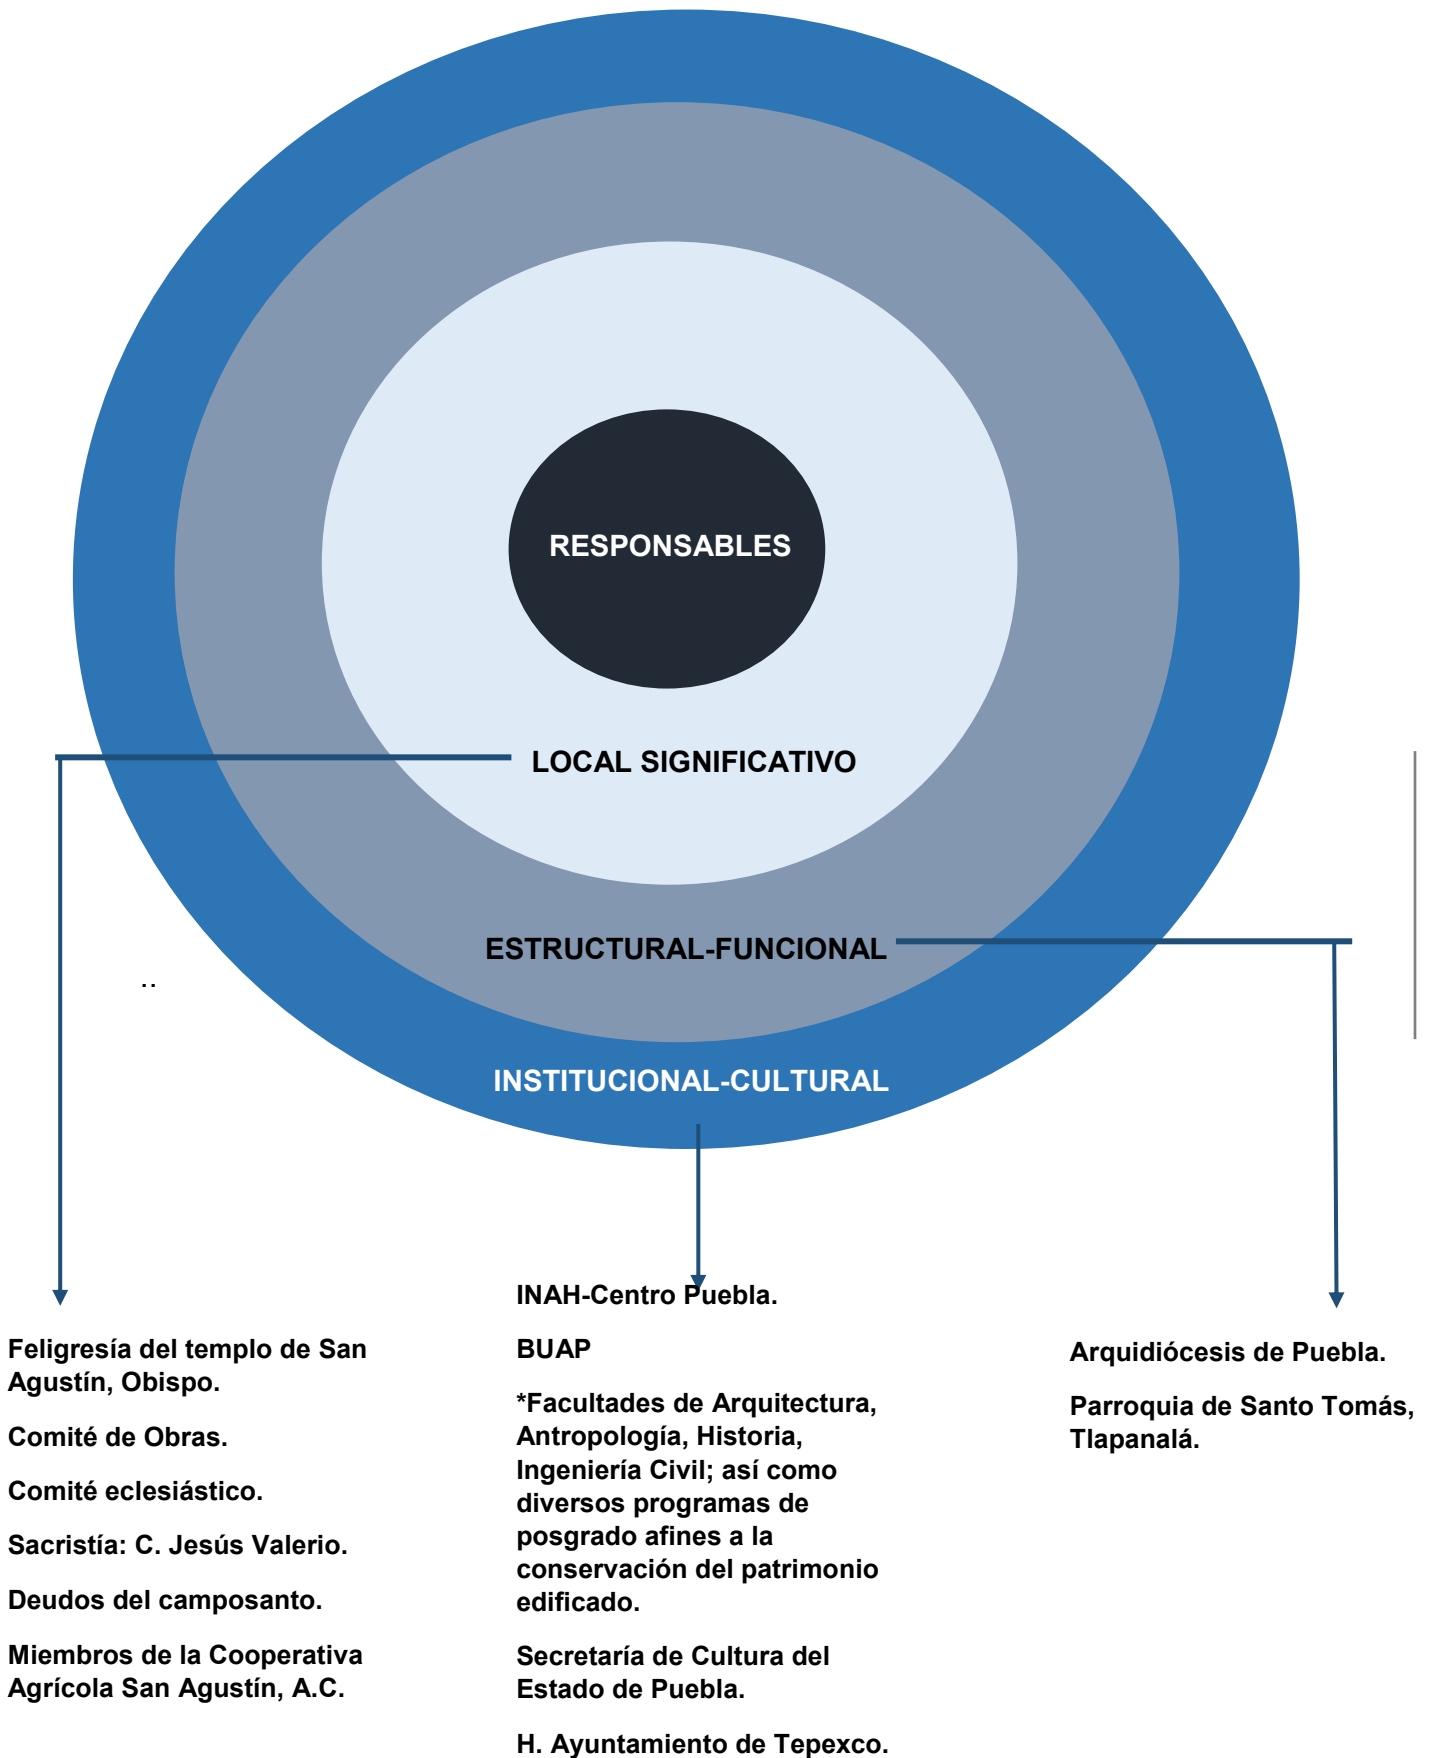 RESPONSABLES
LOCAL SIGNIFICATIVO
ESTRUCTURAL-FUNCIONAL
..
INSTITUCIONAL-CULTURAL
Feligresía del templo de San
Agustín, Obispo.
Comité de Obras.
Comité eclesiástico.
Sacristía: C. Jesús Valerio.
Deudos del camposanto.
Miembros de la Cooperativa
Agrícola San Agustín, A.C.
INAH-Centro Puebla.
BUAP
*Facultades de Arquitectura,
Antropología, Historia,
Ingeniería Civil; así como
diversos programas de
posgrado afines a la
conservación del patrimonio
edificado.
Secretaría de Cultura del
Estado de Puebla.
H. Ayuntamiento de Tepexco.
Arquidiócesis de Puebla.
Parroquia de Santo Tomás,
Tlapanalá.